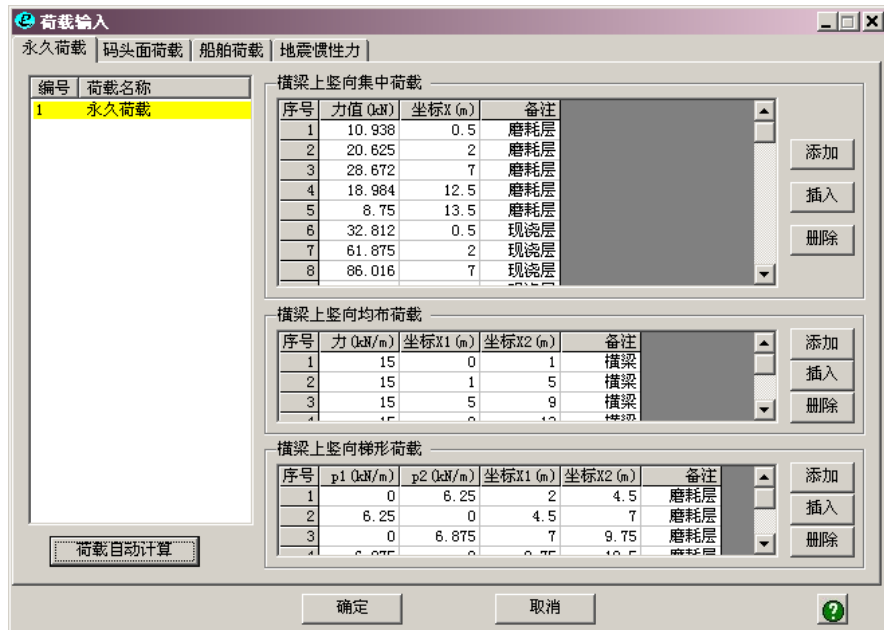 荷载输入
永久荷载 码头面荷载 船舶荷载 地震惯性力
编号 荷载名称
1 永久荷载
荷载自动计算
横梁上竖向集中荷载
序号 力值(kN) 坐标X(m) 备注
1 10.938 0.5 磨耗层
2 20.625 2 磨耗层
3 28.672 7 磨耗层
4 18.984 12.5 磨耗层
5 8.75 13.5 磨耗层
6 32.812 0.5 现浇层
7 61.875 2 现浇层
8 86.016 7 现浇层
添加
插入
删除
横梁上竖向均布荷载
序号 力(kN/m) 坐标X1(m) 坐标X2(m) 备注
1 15 0 1 横梁
2 15 1 5 横梁
3 15 5 9 横梁
添加
插入
删除
横梁上竖向梯形荷载
序号 p1(kN/m) p2(kN/m) 坐标X1(m) 坐标X2(m) 备注
1 0 6.25 2 4.5 磨耗层
2 6.25 0 4.5 7 磨耗层
3 0 6.875 7 9.75 磨耗层
添加
插入
删除
确定 取消